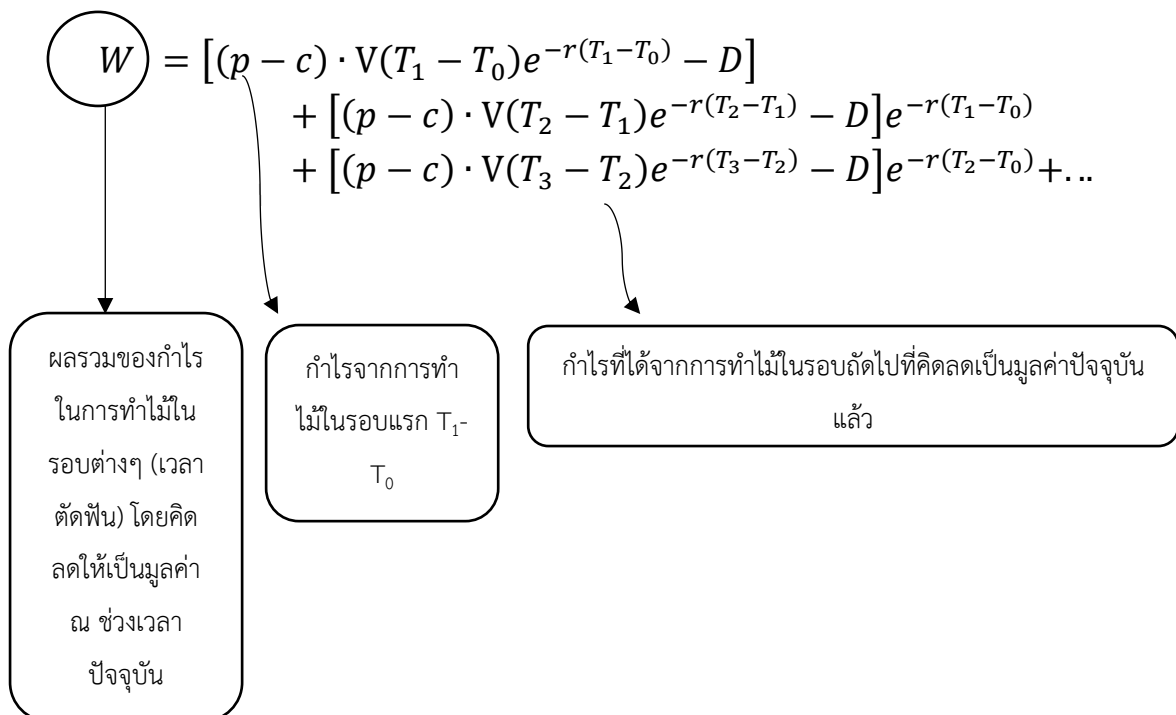 W = [(p − c) · V(T₁ − T₀)e^{−r(T₁−T₀)} − D]
+ [(p − c) · V(T₂ − T₁)e^{−r(T₂−T₁)} − D]e^{−r(T₁−T₀)}
+ [(p − c) · V(T₃ − T₂)e^{−r(T₃−T₂)} − D]e^{−r(T₂−T₀)}+...
ผลรวมของกำไร
ในการทำไม้ใน
รอบต่างๆ (เวลา
ตัดฟัน) โดยคิด
ลดให้เป็นมูลค่า
ณ ช่วงเวลา
ปัจจุบัน
กำไรจากการทำ
ไม้ในรอบแรก T₁-
T₀
กำไรที่ได้จากการทำไม้ในรอบถัดไปที่คิดลดเป็นมูลค่าปัจจุบัน
แล้ว